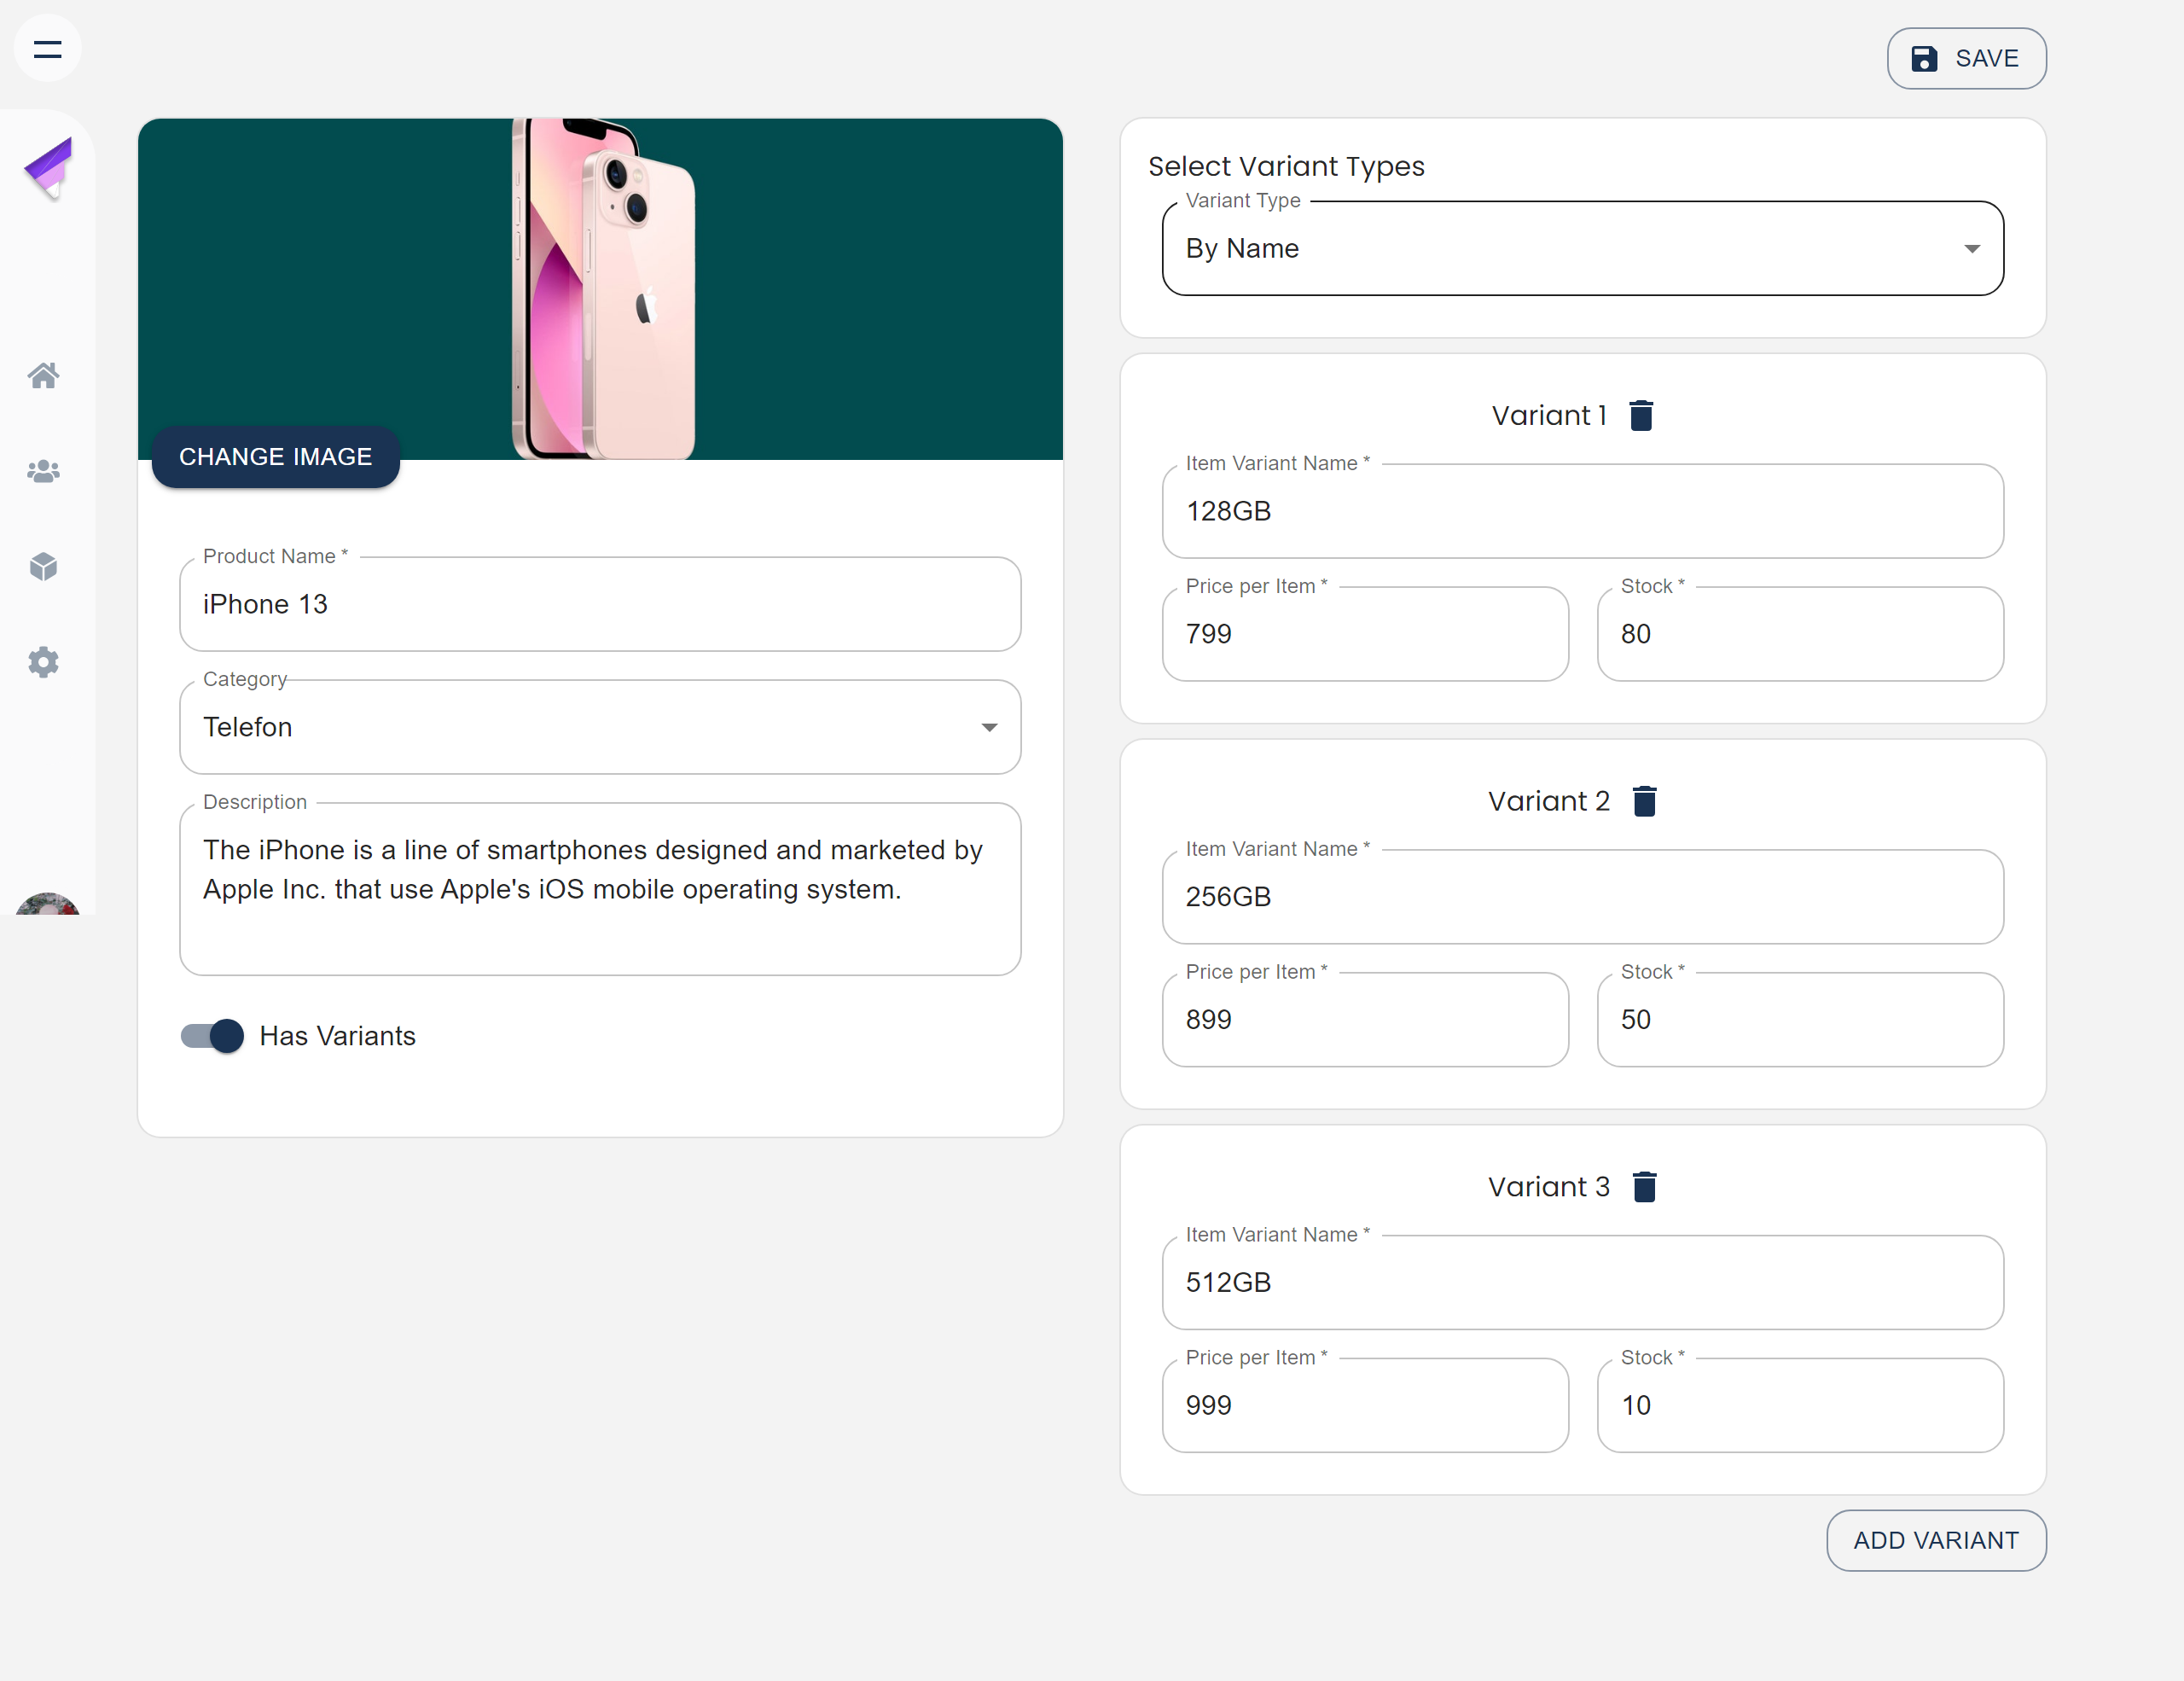 SAVE
CHANGE IMAGE
Product Name *
iPhone 13
Category
Telefon
Description
The iPhone is a line of smartphones designed and marketed by
Apple Inc. that use Apple's iOS mobile operating system.
Has Variants
Select Variant Types
Variant Type
By Name
Variant 1
Item Variant Name *
128GB
Price per Item *
799
Stock *
80
Variant 2
Item Variant Name *
256GB
Price per Item *
899
Stock *
50
Variant 3
Item Variant Name *
512GB
Price per Item *
999
Stock *
10
ADD VARIANT